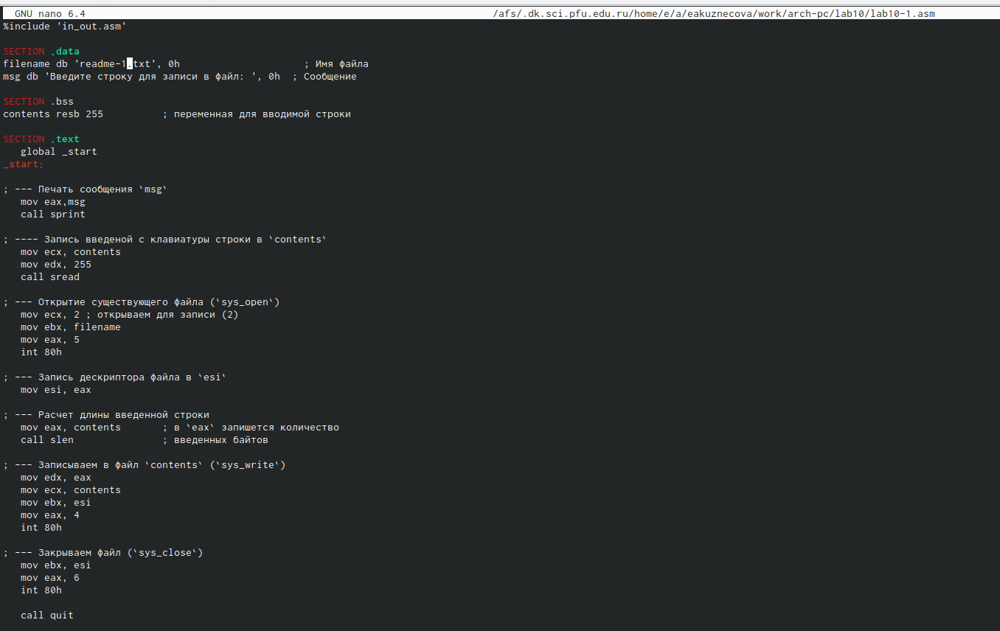 GNU nano 6.4 /afs/.dk.sci.pfu.edu.ru/home/e/a/eakuznecova/work/arch-pc/lab10/lab10-1.asm
%include 'in_out.asm'
SECTION .data
filename db 'readme-1.txt', 0h ; Имя файла
msg db 'Введите строку для записи в файл: ', 0h ; Сообщение
SECTION .bss
contents resb 255 ; переменная для вводимой строки
SECTION .text
global _start
_start:
; --- Печать сообщения `msg`
mov eax,msg
call sprint
; ---- Запись введеной с клавиатуры строки в `contents`
mov ecx, contents
mov edx, 255
call sread
; --- Открытие существующего файла (`sys_open`)
mov ecx, 2 ; открываем для записи (2)
mov ebx, filename
mov eax, 5
int 80h
; --- Запись дескриптора файла в `esi`
mov esi, eax
; --- Расчет длины введенной строки
mov eax, contents ; в `eax` запишется количество
call slen ; введенных байтов
; --- Записываем в файл `contents` (`sys_write`)
mov edx, eax
mov ecx, contents
mov ebx, esi
mov eax, 4
int 80h
; --- Закрываем файл (`sys_close`)
mov ebx, esi
mov eax, 6
int 80h
call quit